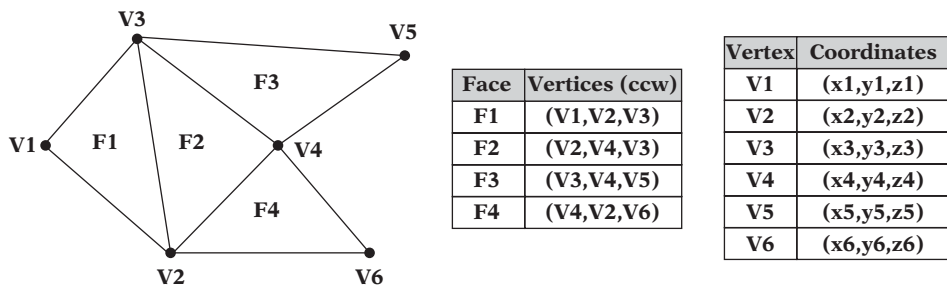 V3
V5
F3
V1
F1
F2
V4
F4
V2
V6
Face Vertices (ccw)
F1 (V1,V2,V3)
F2 (V2,V4,V3)
F3 (V3,V4,V5)
F4 (V4,V2,V6)
Vertex Coordinates
V1 (x1,y1,z1)
V2 (x2,y2,z2)
V3 (x3,y3,z3)
V4 (x4,y4,z4)
V5 (x5,y5,z5)
V6 (x6,y6,z6)